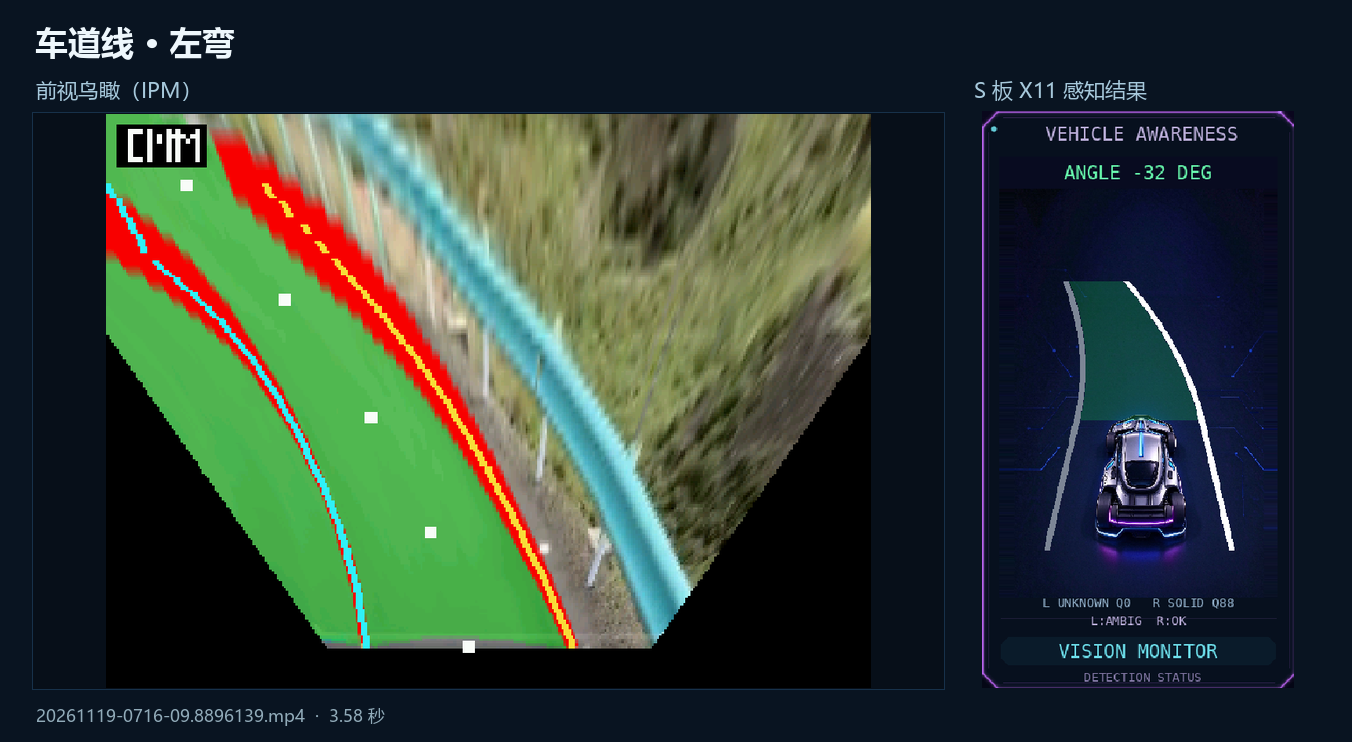 车道线 • 左弯
前视鸟瞰（IPM）
S 板 X11 感知结果
VEHICLE AWARENESS
ANGLE -32 DEG
L UNKNOWN Q0 R SOLID Q88
L:AMBIG R:OK
VISION MONITOR
DETECTION STATUS
20261119-0716-09.8896139.mp4 · 3.58 秒